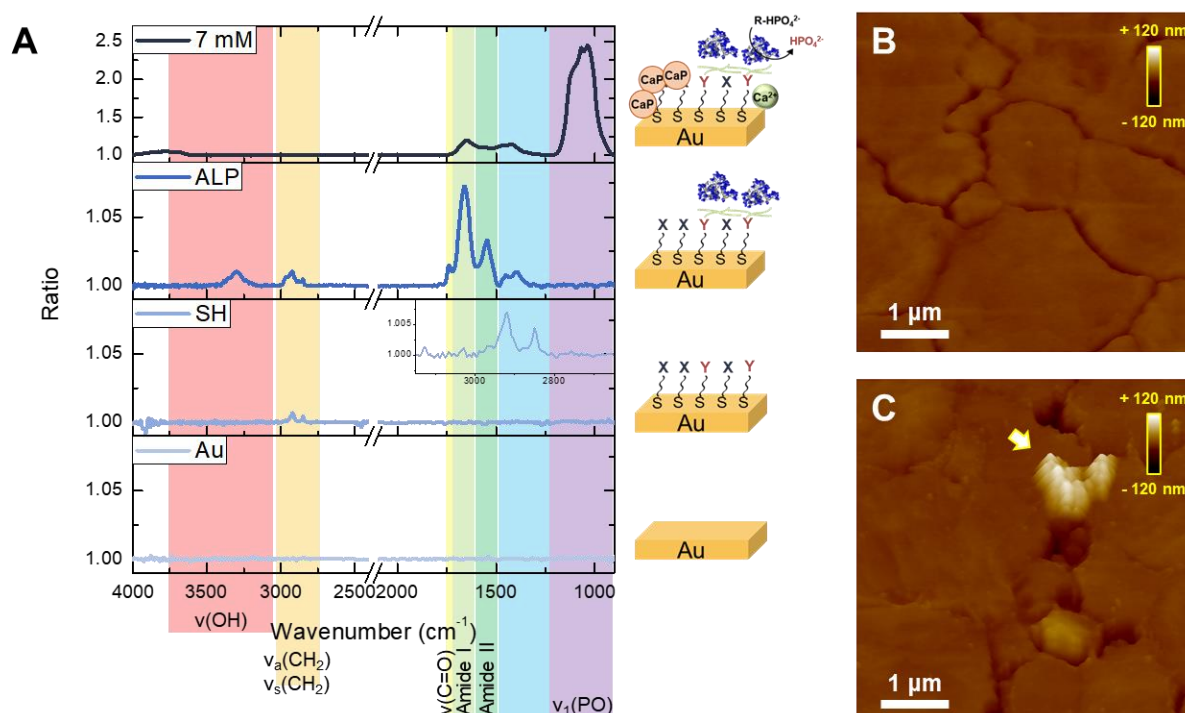 A
7 mM
2.5
2.0
1.5
1.0
ALP
1.05
1.00
SH
1.05
1.00
1.005
1.000
3000
2800
Au
1.05
1.00
Ratio
4000
3500
3000
2500
2000
1500
1000
Wavenumber (cm⁻¹)
ν(OH)
νₐ(CH₂)
νₛ(CH₂)
ν(C=O)
Amide I
Amide II
ν₁(PO)
R-HPO₄²⁻
HPO₄²⁻
CaP
CaP
CaP
Y X Y
Ca²⁺
S S S S S
Au
X X Y X Y
S S S S S
Au
X X Y X Y
S S S S S
Au
Au
B
+ 120 nm
- 120 nm
1 µm
C
+ 120 nm
- 120 nm
1 µm